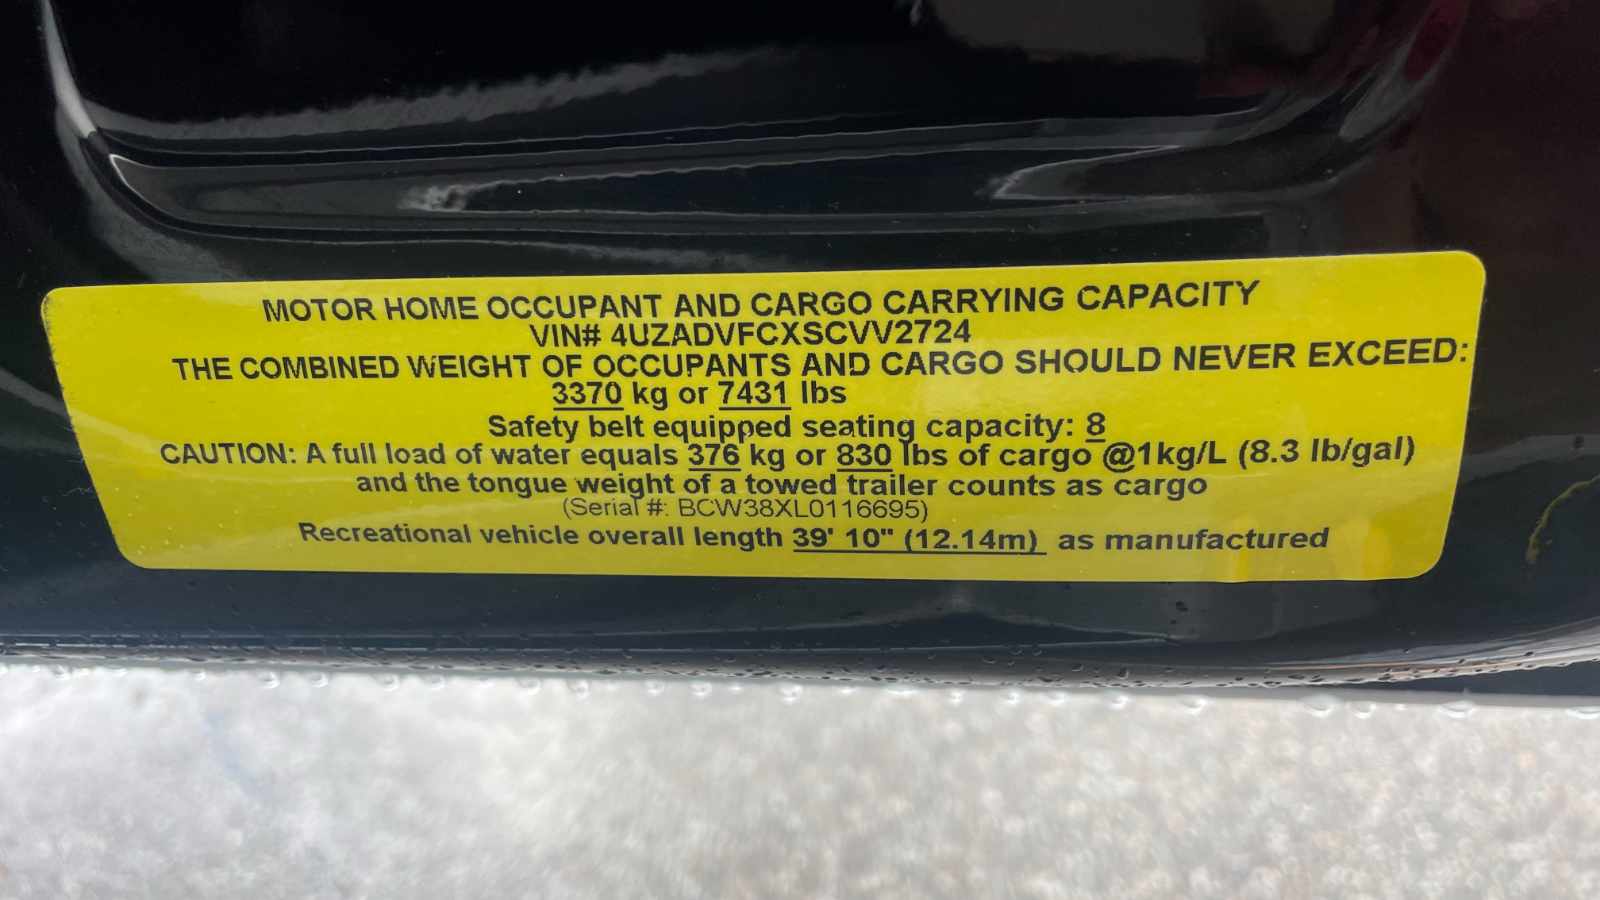 MOTOR HOME OCCUPANT AND CARGO CARRYING CAPACITY
VIN# 4UZADVFCXSCVV2724
THE COMBINED WEIGHT OF OCCUPANTS AND CARGO SHOULD NEVER EXCEED:
3370 kg or 7431 lbs
Safety belt equipped seating capacity: 8
CAUTION: A full load of water equals 376 kg or 830 lbs of cargo @1kg/L (8.3 lb/gal)
and the tongue weight of a towed trailer counts as cargo
(Serial #: BCW38XL0116695)
Recreational vehicle overall length 39' 10" (12.14m) as manufactured